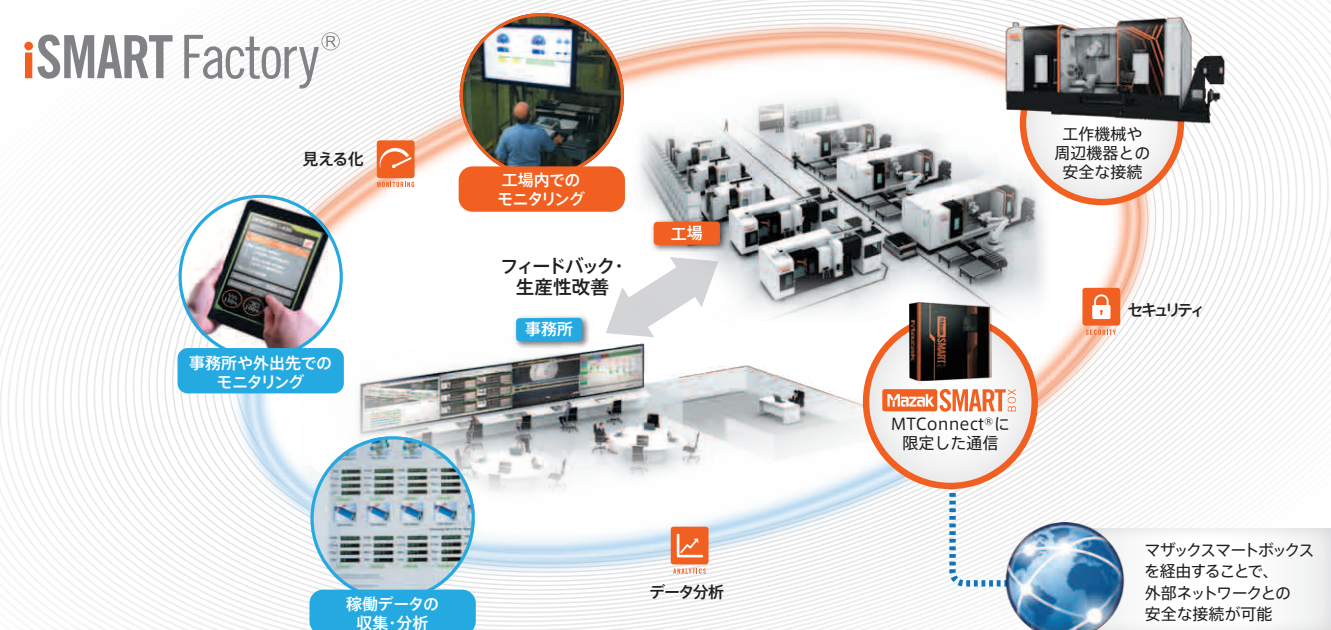 iSMART Factory®
見える化
MONITORING
工場内での
モニタリング
工作機械や
周辺機器との
安全な接続
工場
フィードバック・
生産性改善
事務所
事務所や外出先での
モニタリング
セキュリティ
SECURITY
Mazak SMART BOX
Mazak SMART BOX
MTConnect®に
限定した通信
稼働データの
収集・分析
ANALYTICS
データ分析
マザックスマートボックス
を経由することで、
外部ネットワークとの
安全な接続が可能